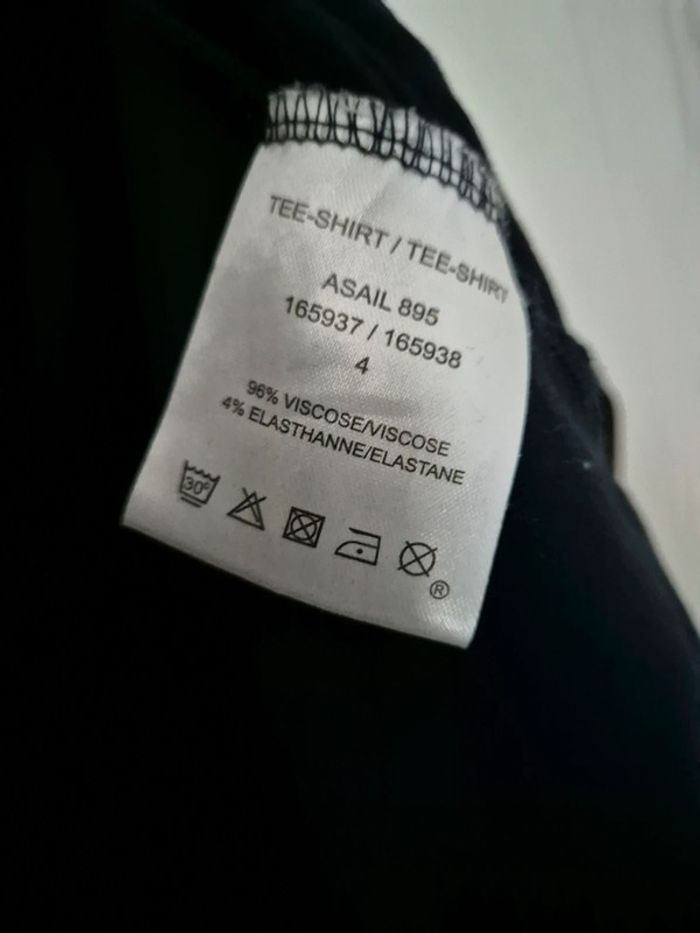 TEE-SHIRT / TEE-SHIRT
ASAIL 895
165937 / 165938
4
96% VISCOSE/VISCOSE
4% ELASTHANNE/ELASTANE
30°
®